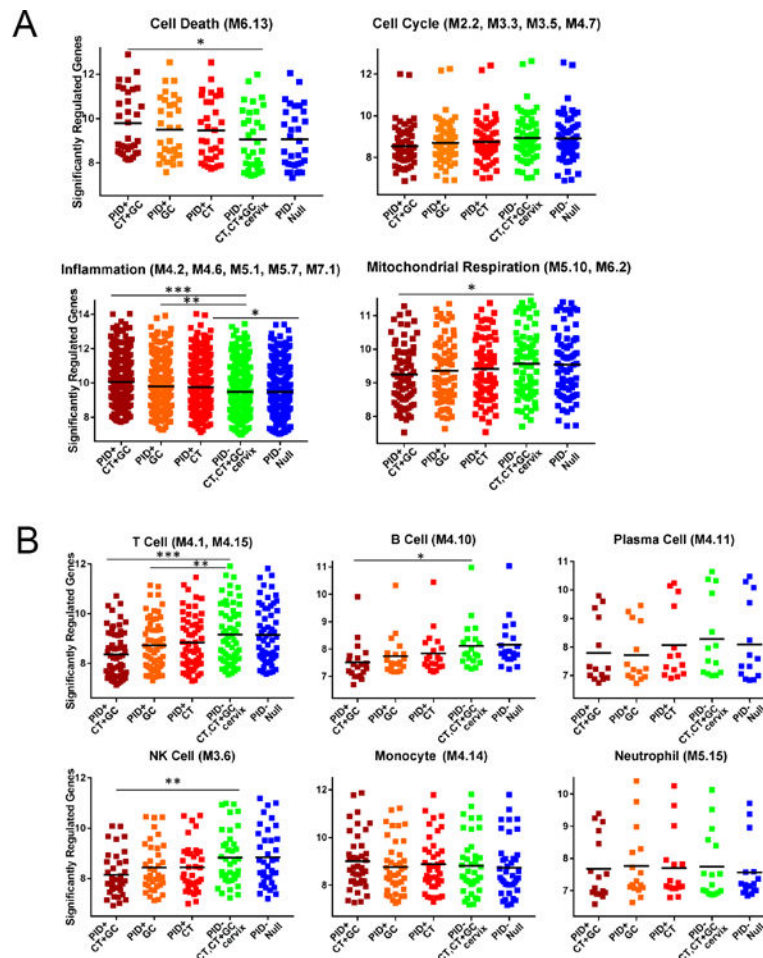 A
Cell Death (M6.13)
Significantly Regulated Genes
12
10
8
*
PID+ CT+GC
PID+ GC
PID+ CT
PID- CT,CT+GC cervix
PID- Null
Cell Cycle (M2.2, M3.3, M3.5, M4.7)
12
10
8
PID+ CT+GC
PID+ GC
PID+ CT
PID- CT,CT+GC cervix
PID- Null
Inflammation (M4.2, M4.6, M5.1, M5.7, M7.1)
Significantly Regulated Genes
14
12
10
8
***
**
*
PID+ CT+GC
PID+ GC
PID+ CT
PID- CT,CT+GC cervix
PID- Null
Mitochondrial Respiration (M5.10, M6.2)
11
10
9
8
*
PID+ CT+GC
PID+ GC
PID+ CT
PID- CT,CT+GC cervix
PID- Null
B
T Cell (M4.1, M4.15)
Significantly Regulated Genes
12
10
8
***
**
PID+ CT+GC
PID+ GC
PID+ CT
PID- CT,CT+GC cervix
PID- Null
B Cell (M4.10)
11
10
9
8
7
*
PID+ CT+GC
PID+ GC
PID+ CT
PID- CT,CT+GC cervix
PID- Null
Plasma Cell (M4.11)
11
10
9
8
7
PID+ CT+GC
PID+ GC
PID+ CT
PID- CT,CT+GC cervix
PID- Null
NK Cell (M3.6)
Significantly Regulated Genes
12
10
8
**
PID+ CT+GC
PID+ GC
PID+ CT
PID- CT,CT+GC cervix
PID- Null
Monocyte (M4.14)
12
10
8
PID+ CT+GC
PID+ GC
PID+ CT
PID- CT,CT+GC cervix
PID- Null
Neutrophil (M5.15)
10
9
8
7
PID+ CT+GC
PID+ GC
PID+ CT
PID- CT,CT+GC cervix
PID- Null